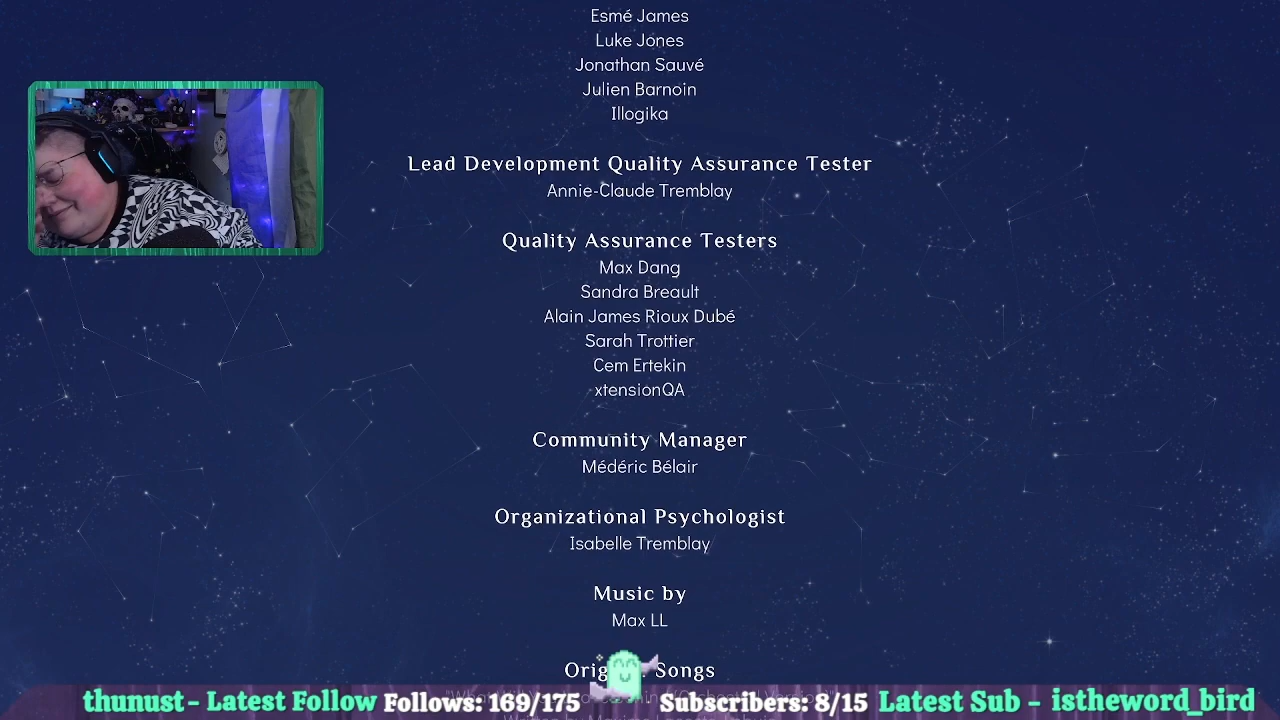 Esmé James
Luke Jones
Jonathan Sauvé
Julien Barnoin
Illogika
Lead Development Quality Assurance Tester
Annie-Claude Tremblay
Quality Assurance Testers
Max Dang
Sandra Breault
Alain James Rioux Dubé
Sarah Trottier
Cem Ertekin
xtensionQA
Community Manager
Médéric Bélair
Organizational Psychologist
Isabelle Tremblay
Music by
Max LL
Songs
thunust - Latest Follow Follows: 169/175 Subscribers: 8/15 Latest Sub - istheword_bird